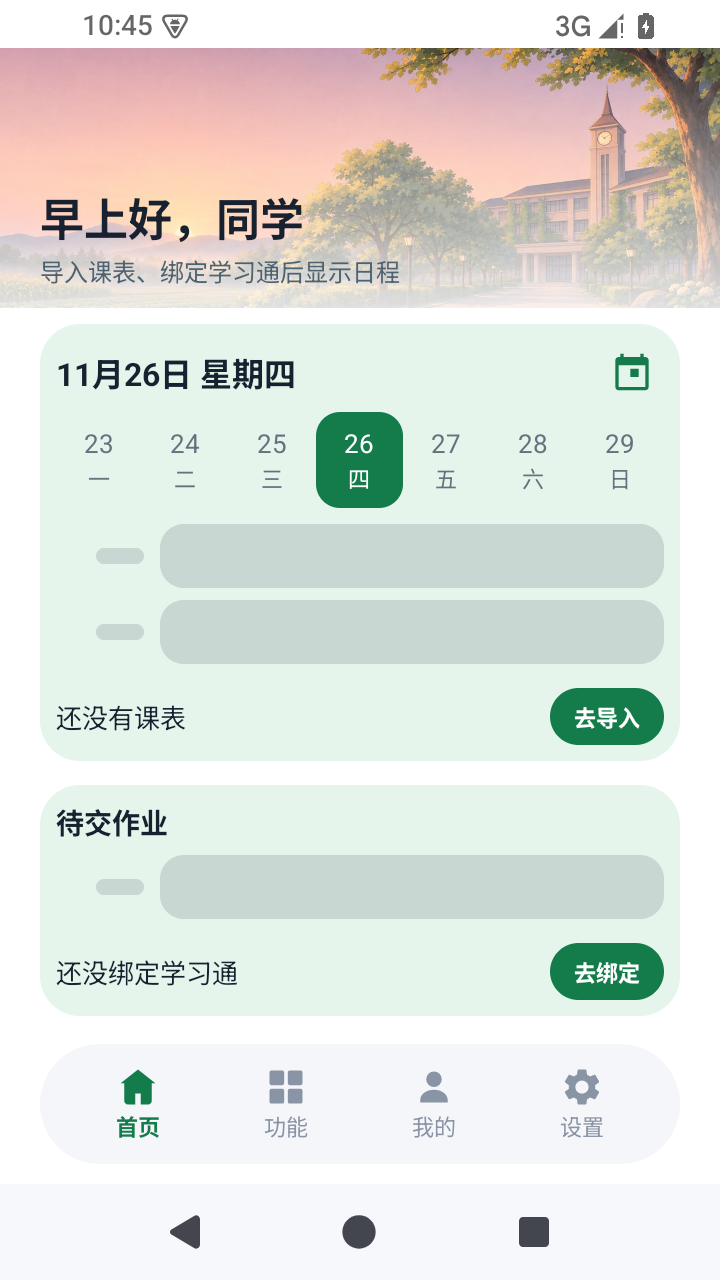 10:45
3G
早上好，同学
导入课表、绑定学习通后显示日程
11月26日 星期四
23 24 25 26 27 28 29
一 二 三 四 五 六 日
还没有课表
去导入
待交作业
还没绑定学习通
去绑定
首页 功能 我的 设置